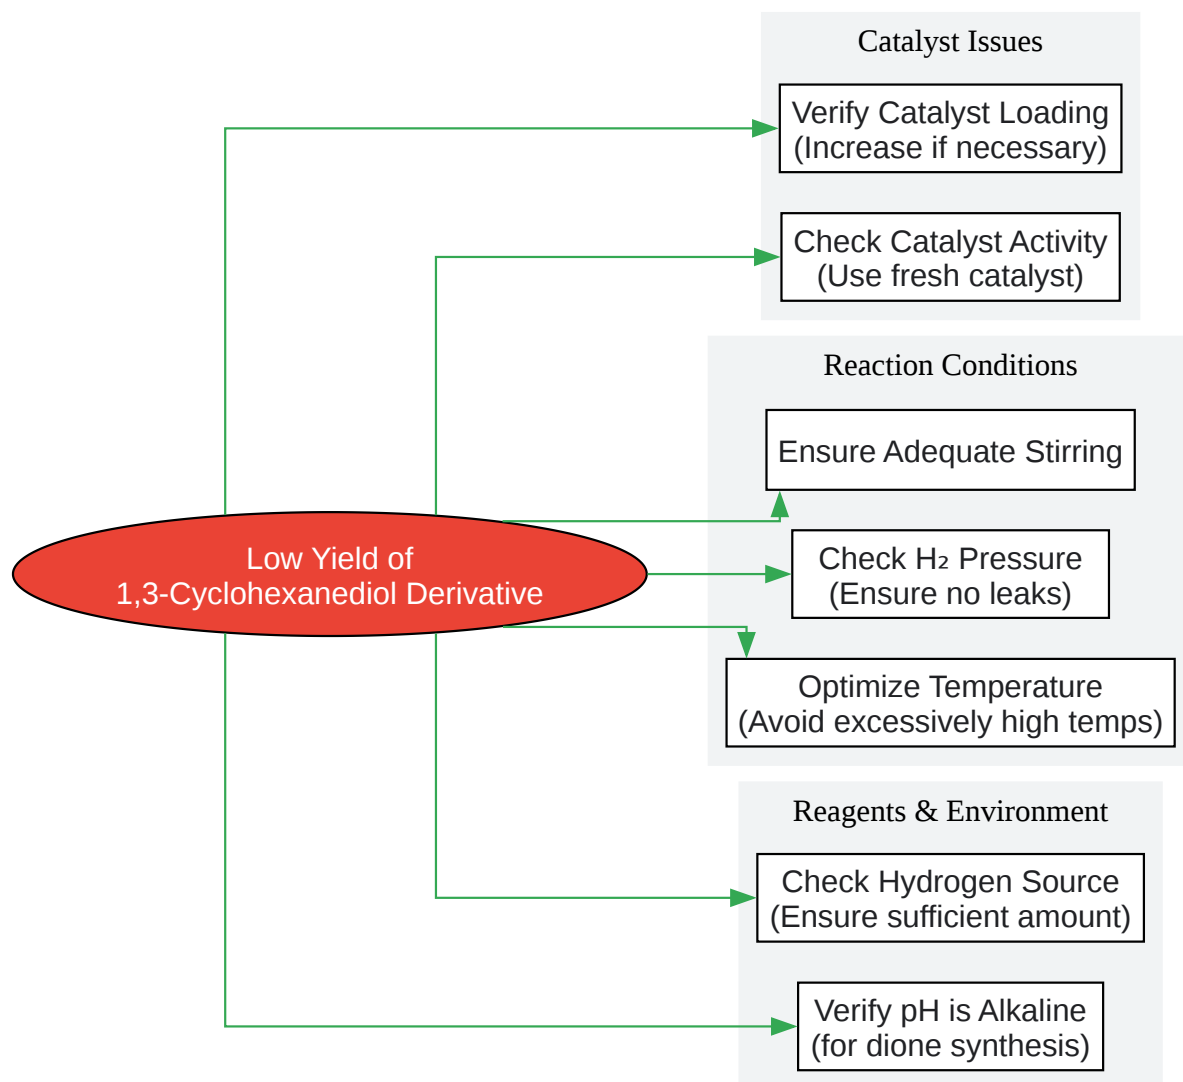 Catalyst Issues
Verify Catalyst Loading
(Increase if necessary)
Check Catalyst Activity
(Use fresh catalyst)
Reaction Conditions
Ensure Adequate Stirring
Low Yield of
1,3-Cyclohexanediol Derivative
Check H₂ Pressure
(Ensure no leaks)
Optimize Temperature
(Avoid excessively high temps)
Reagents & Environment
Check Hydrogen Source
(Ensure sufficient amount)
Verify pH is Alkaline
(for dione synthesis)